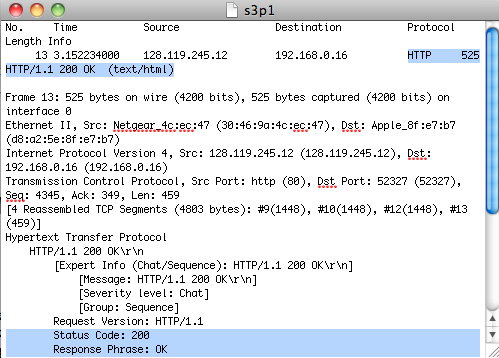 s3p1
No. Time Source Destination Protocol
Length Info
13 3.152234000 128.119.245.12 192.168.0.16 HTTP 525
HTTP/1.1 200 OK (text/html)
Frame 13: 525 bytes on wire (4200 bits), 525 bytes captured (4200 bits) on
interface 0
Ethernet II, Src: Netgear_4c:ec:47 (30:46:9a:4c:ec:47), Dst: Apple_8f:e7:b7
(d8:a2:5e:8f:e7:b7)
Internet Protocol Version 4, Src: 128.119.245.12 (128.119.245.12), Dst:
192.168.0.16 (192.168.0.16)
Transmission Control Protocol, Src Port: http (80), Dst Port: 52327 (52327),
Seq: 4345, Ack: 349, Len: 459
[4 Reassembled TCP Segments (4803 bytes): #9(1448), #10(1448), #12(1448), #13
(459)]
Hypertext Transfer Protocol
HTTP/1.1 200 OK\r\n
[Expert Info (Chat/Sequence): HTTP/1.1 200 OK\r\n]
[Message: HTTP/1.1 200 OK\r\n]
[Severity level: Chat]
[Group: Sequence]
Request Version: HTTP/1.1
Status Code: 200
Response Phrase: OK